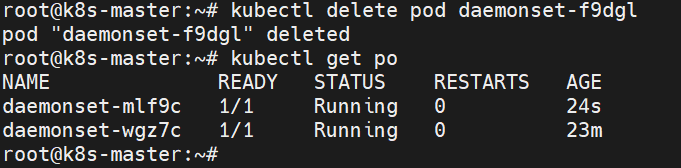 root@k8s-master:~# kubectl delete pod daemonset-f9dgl
pod "daemonset-f9dgl" deleted
root@k8s-master:~# kubectl get po
NAME              READY   STATUS    RESTARTS   AGE
daemonset-mlf9c   1/1     Running   0          24s
daemonset-wgz7c   1/1     Running   0          23m
root@k8s-master:~#